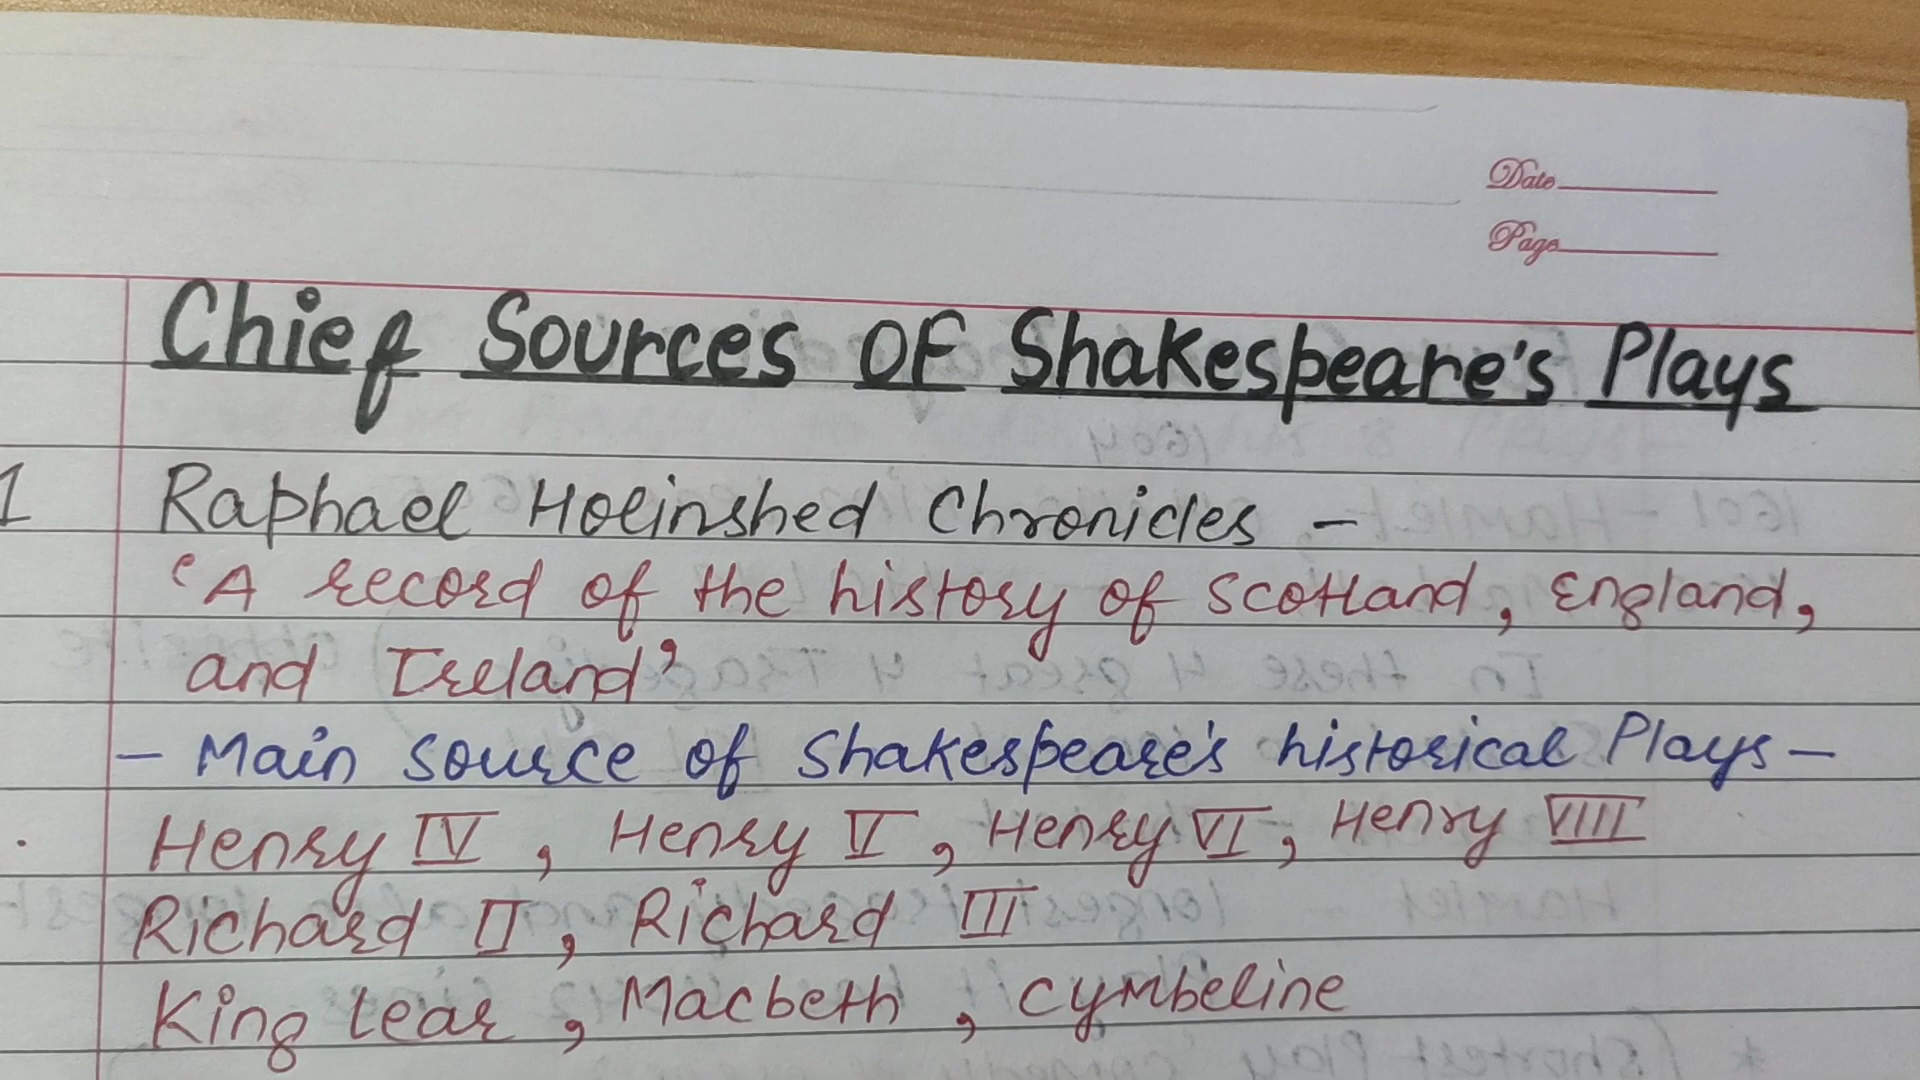 Date
Page
Chief Sources OF Shakespeare's Plays
1 Raphael Holinshed Chronicles -
'A record of the history of Scotland, England,
and Ireland'
- Main source of Shakespeare's historical Plays -
Henry IV, Henry V, Henry VI, Henry VIII
Richard II, Richard III
King lear, Macbeth, Cymbeline